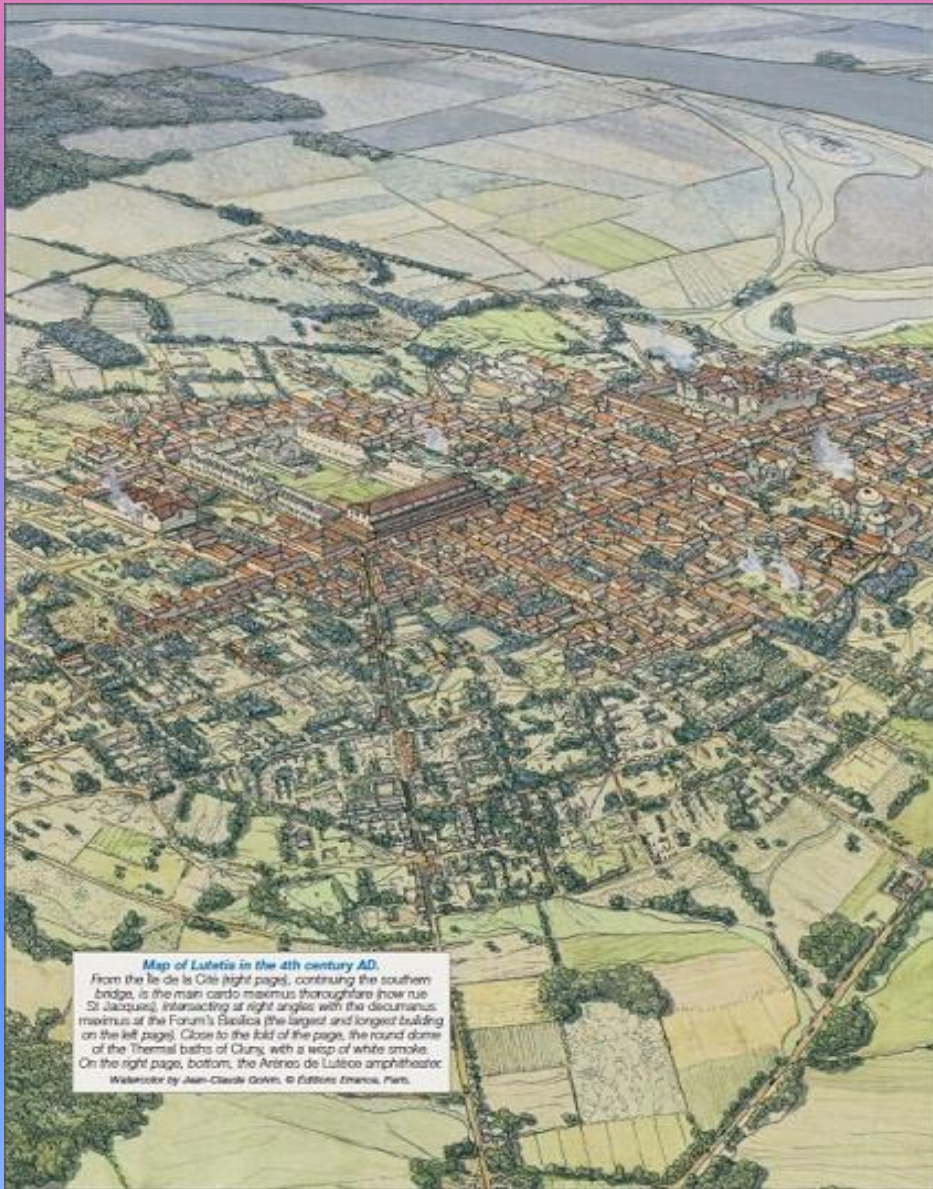 Map of Lutetia in the 4th century AD.
From the Île de la Cité (right page), continuing the southern
bridge, is the main cardo maximus thoroughfare (now rue
St Jacques), intersecting at right angles with the decumanus
maximus at the Forum's Basilica (the largest and longest building
on the left page). Close to the fold of the page, the round dome
of the Thermal baths of Cluny, with a wisp of white smoke.
On the right page, bottom, the Arènes de Lutèce amphitheater.
Watercolor by Jean-Claude Golvin, © Éditions Errance, Paris.